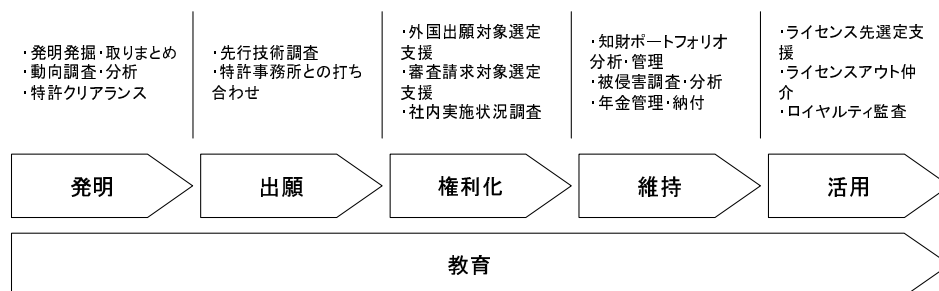 ・発明発掘・取りまとめ
・動向調査・分析
・特許クリアランス
・先行技術調査
・特許事務所との打ち
合わせ
・外国出願対象選定
支援
・審査請求対象選定
支援
・社内実施状況調査
・知財ポートフォリオ
分析・管理
・被侵害調査・分析
・年金管理・納付
・ライセンス先選定支
援
・ライセンスアウト仲
介
・ロイヤルティ監査
発明
出願
権利化
維持
活用
教育